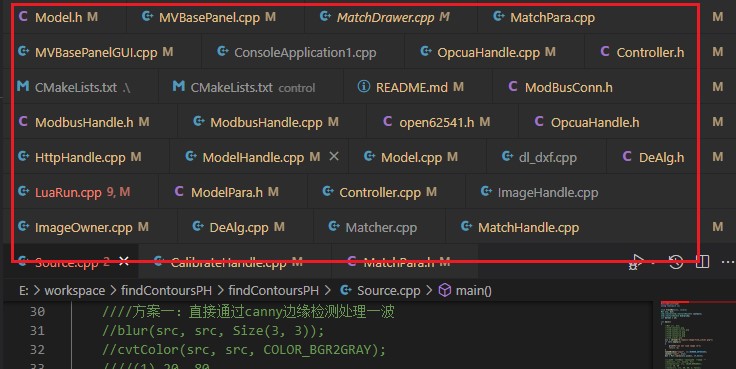 Model.h M MVBasePanel.cpp M MatchDrawer.cpp M MatchPara.cpp M
MVBasePanelGUI.cpp M ConsoleApplication1.cpp OpcuaHandle.cpp M Controller.h M
CMakeLists.txt .\ CMakeLists.txt control README.md M ModBusConn.h M
ModbusHandle.h M ModbusHandle.cpp M open62541.h M OpcuaHandle.h M
HttpHandle.cpp M ModelHandle.cpp M Model.cpp M dl_dxf.cpp DeAlg.h M
LuaRun.cpp 9, M ModelPara.h M Controller.cpp M ImageHandle.cpp
ImageOwner.cpp M DeAlg.cpp M Matcher.cpp MatchHandle.cpp M
Source.cpp 2 CalibrateHandle.cpp M MatchPara.h M
E: > workspace > findContoursPH > findContoursPH > Source.cpp > main()
30 ////方案一：直接通过canny边缘检测处理一波
31 //blur(src, src, Size(3, 3));
32 //cvtColor(src, src, COLOR_BGR2GRAY);
33 ////(1) 20, 80